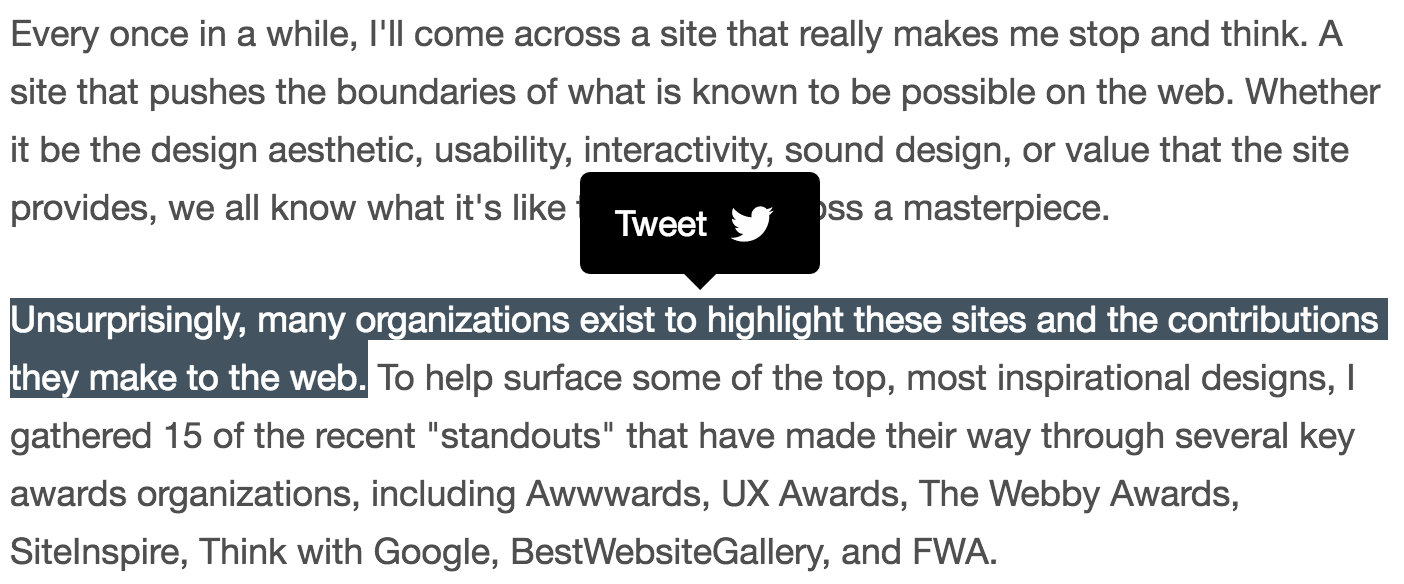 Every once in a while, I'll come across a site that really makes me stop and think. A
site that pushes the boundaries of what is known to be possible on the web. Whether
it be the design aesthetic, usability, interactivity, sound design, or value that the site
provides, we all know what it's like a masterpiece.
Tweet
Unsurprisingly, many organizations exist to highlight these sites and the contributions
they make to the web. To help surface some of the top, most inspirational designs, I
gathered 15 of the recent "standouts" that have made their way through several key
awards organizations, including Awwwards, UX Awards, The Webby Awards,
SiteInspire, Think with Google, BestWebsiteGallery, and FWA.